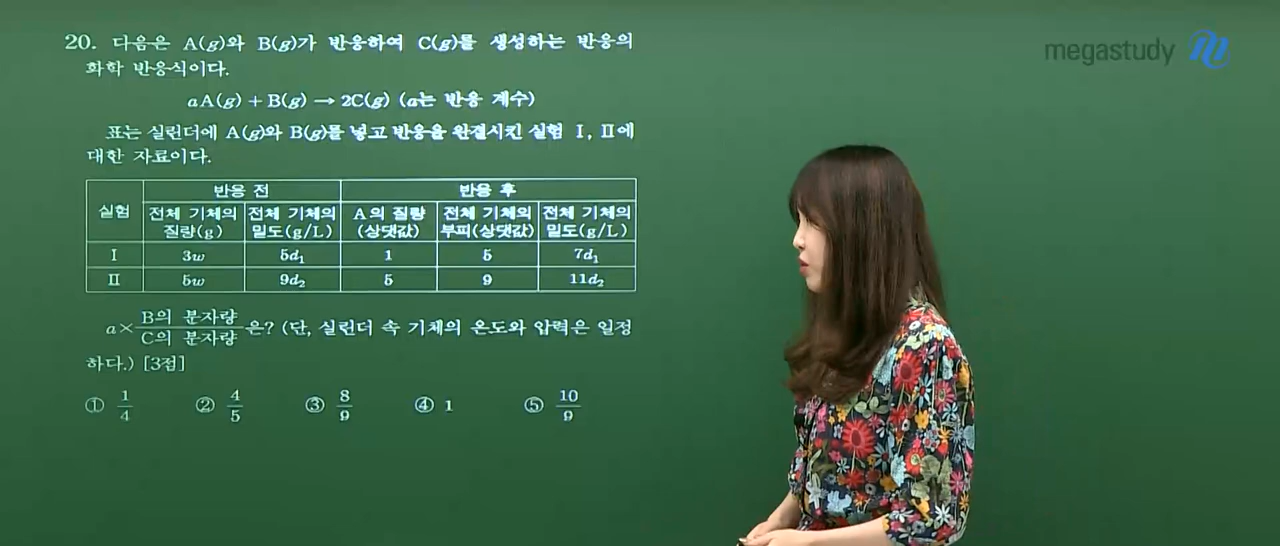 megastudy
20. 다음은 A(g)와 B(g)가 반응하여 C(g)를 생성하는 반응의
화학 반응식이다.
aA(g) + B(g) → 2C(g) (a는 반응 계수)
표는 실린더에 A(g)와 B(g)를 넣고 반응을 완결시킨 실험 Ⅰ, Ⅱ에
대한 자료이다.
실험 반응 전 반응 후
전체 기체의 질량(g) 전체 기체의 밀도(g/L) A의 질량(상댓값) 전체 기체의 부피(상댓값) 전체 기체의 밀도(g/L)
Ⅰ 3w 5d₁ 1 5 7d₁
Ⅱ 5w 9d₂ 5 9 11d₂
a× B의 분자량/C의 분자량 은? (단, 실린더 속 기체의 온도와 압력은 일정
하다.) [3점]
① 1/4 ② 4/5 ③ 8/9 ④ 1 ⑤ 10/9